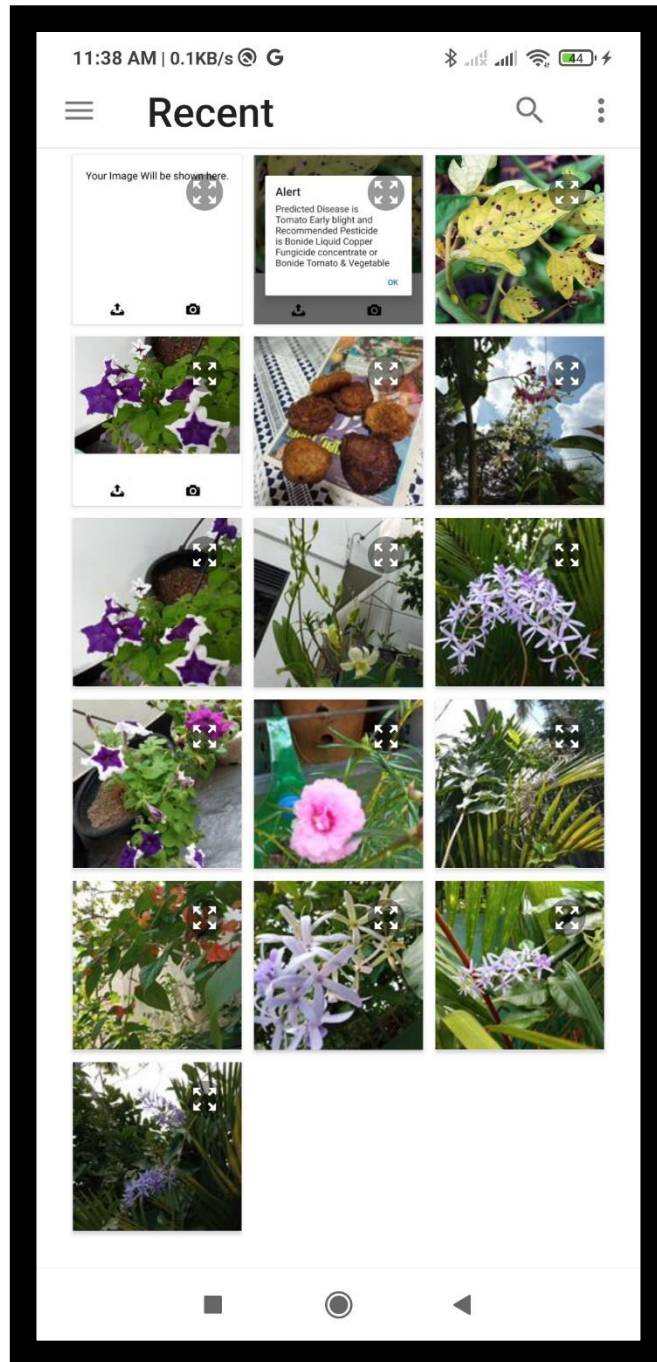 11:38 AM | 0.1KB/s G
44
Recent
Your Image Will be shown here.
Alert
Predicted Disease is
Tomato Early blight and
Recommended Pesticide
is Bonide Liquid Copper
Fungicide concentrate or
Bonide Tomato & Vegetable
OK